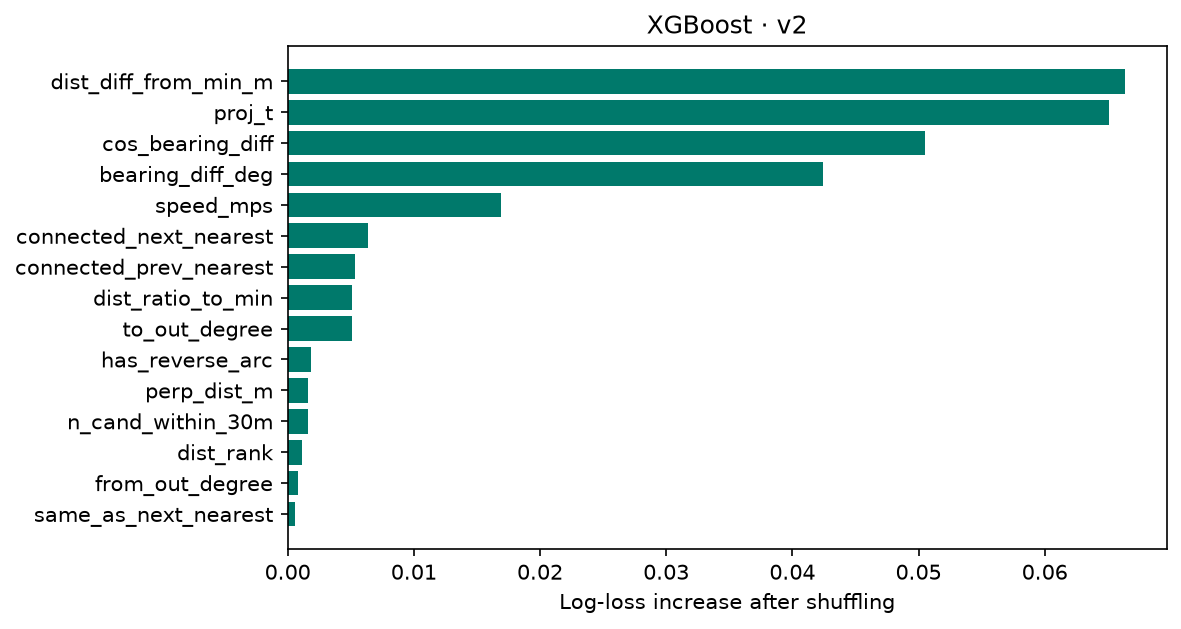 XGBoost · v2
dist_diff_from_min_m
proj_t
cos_bearing_diff
bearing_diff_deg
speed_mps
connected_next_nearest
connected_prev_nearest
dist_ratio_to_min
to_out_degree
has_reverse_arc
perp_dist_m
n_cand_within_30m
dist_rank
from_out_degree
same_as_next_nearest
0.00 0.01 0.02 0.03 0.04 0.05 0.06
Log-loss increase after shuffling